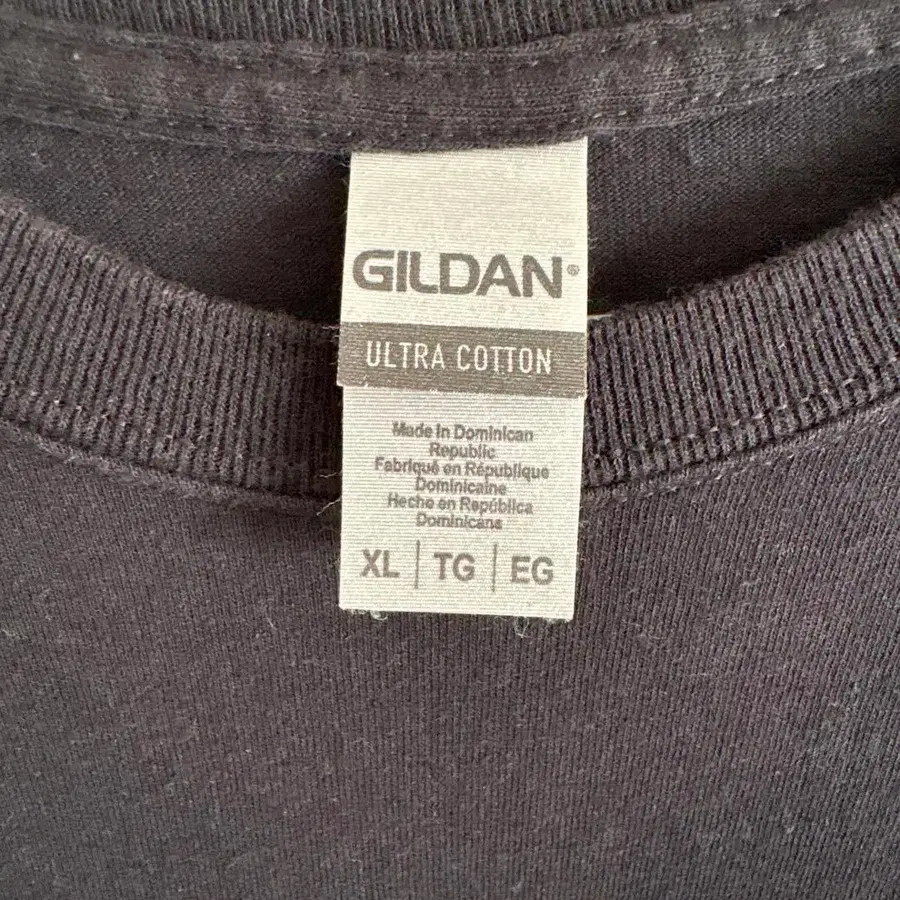 GILDAN®
ULTRA COTTON
Made in Dominican
Republic
Fabriqué en République
Dominicaine
Hecho en República
Dominicana
XL | TG | EG